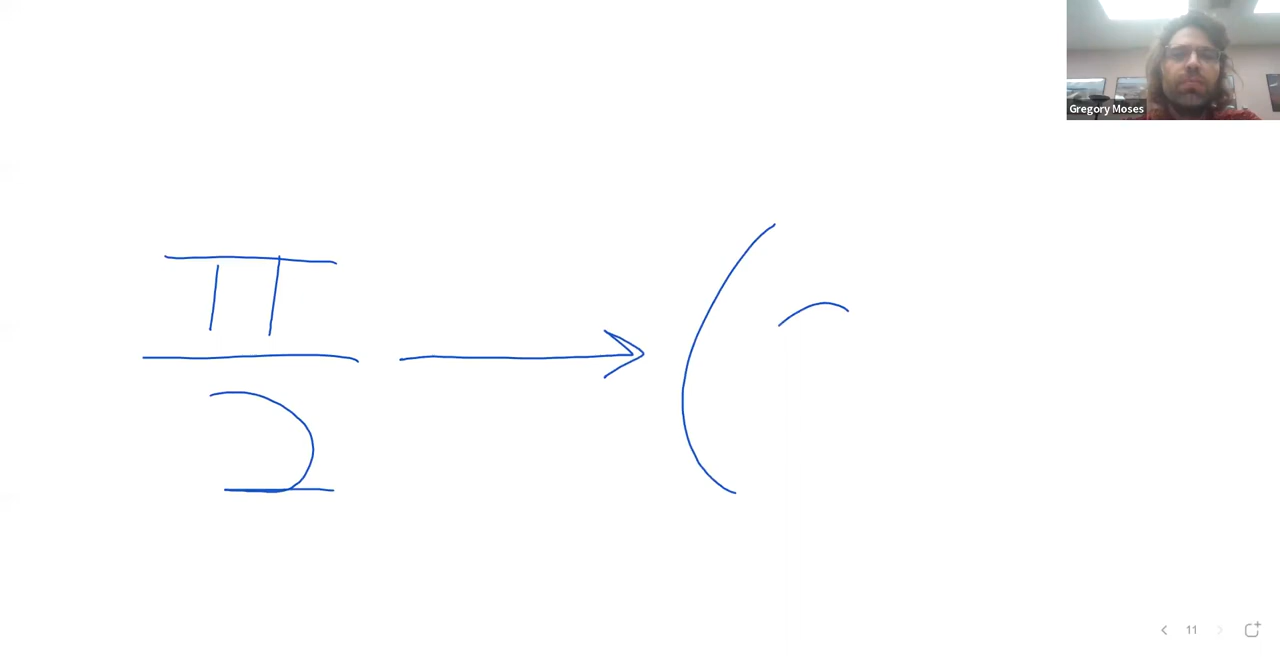 π/2 → (
Gregory Moses
11